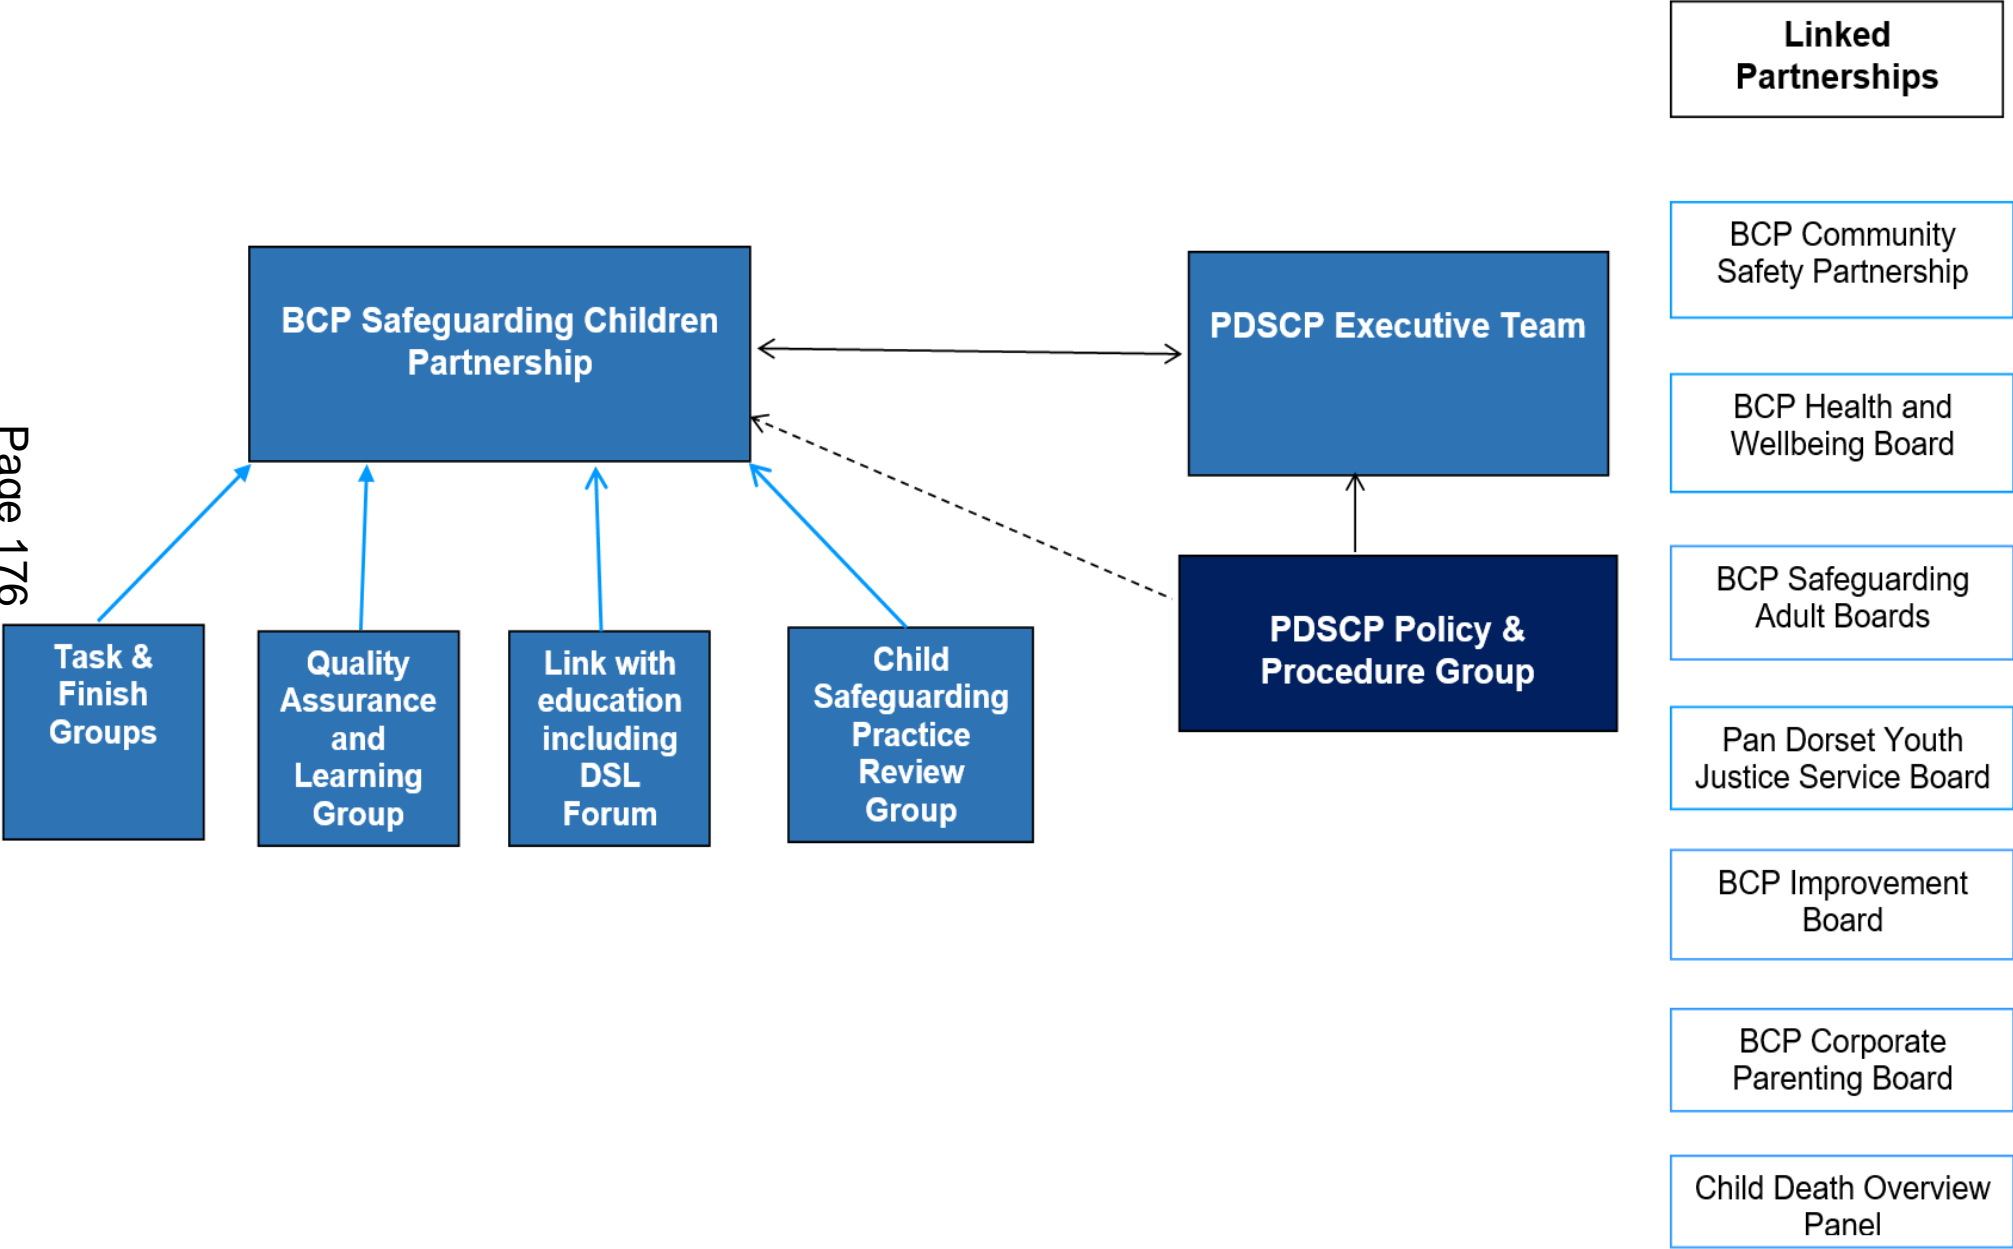 Linked
Partnerships
BCP Community
Safety Partnership
BCP Safeguarding Children
Partnership
PDSCP Executive Team
BCP Health and
Wellbeing Board
Page 176
BCP Safeguarding
Adult Boards
PDSCP Policy &
Procedure Group
Task &
Finish
Groups
Quality
Assurance
and
Learning
Group
Link with
education
including
DSL
Forum
Child
Safeguarding
Practice
Review
Group
Pan Dorset Youth
Justice Service Board
BCP Improvement
Board
BCP Corporate
Parenting Board
Child Death Overview
Panel